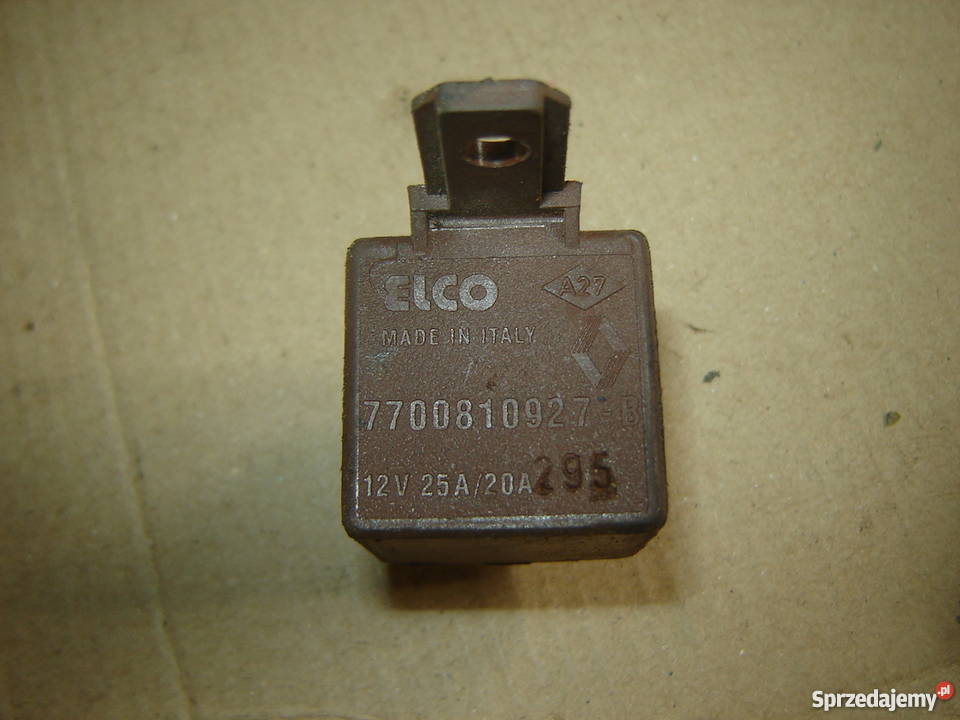 ELCO
A27
MADE IN ITALY
7700810927-B
12V 25A/20A 295
Sprzedajemy.pl